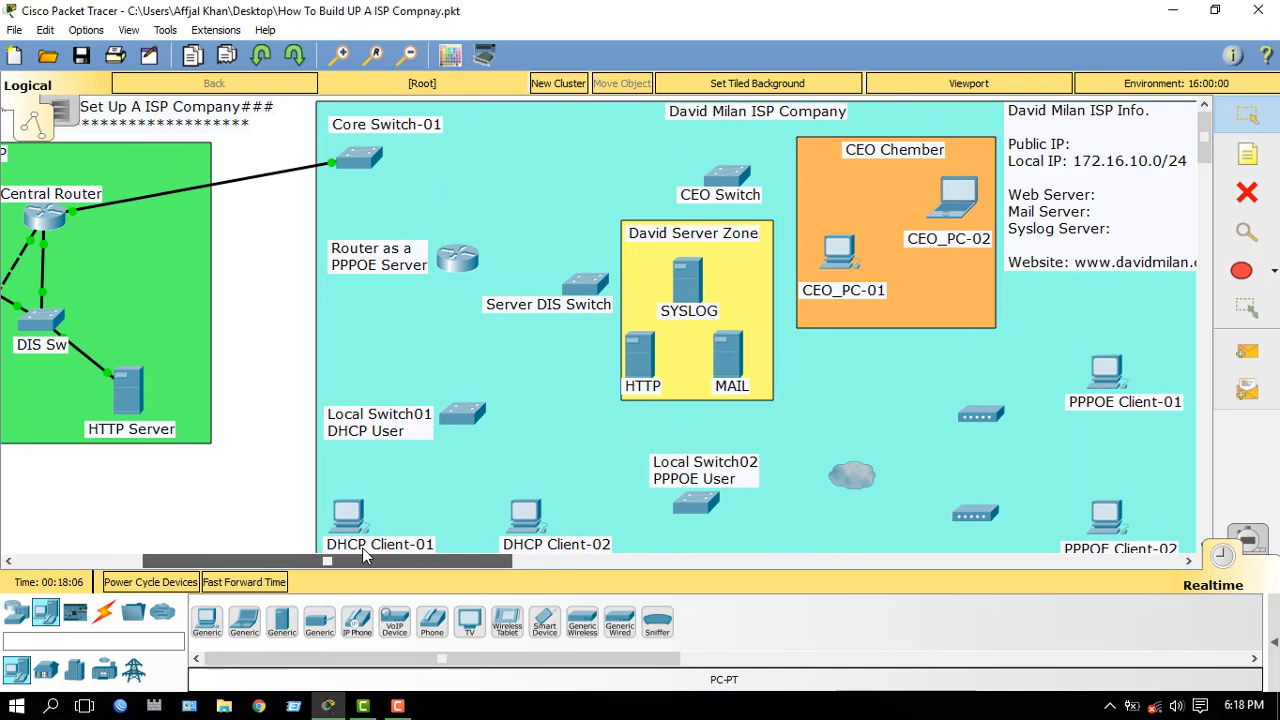 Cisco Packet Tracer - C:\Users\Affjal Khan\Desktop\How To Build UP A ISP Compnay.pkt
File Edit Options View Tools Extensions Help
Logical
Back
[Root]
New Cluster
Move Object
Set Tiled Background
Viewport
Environment: 16:00:00
Set Up A ISP Company###
******************
P
Central Router
DIS Sw
HTTP Server
David Milan ISP Company
Core Switch-01
CEO Switch
CEO Chember
CEO_PC-02
CEO_PC-01
David Milan ISP Info.
Public IP:
Local IP: 172.16.10.0/24
Web Server:
Mail Server:
Syslog Server:
Website: www.davidmilan.c
Router as a
PPPOE Server
Server DIS Switch
David Server Zone
SYSLOG
HTTP
MAIL
Local Switch01
DHCP User
Local Switch02
PPPOE User
PPPOE Client-01
DHCP Client-01
DHCP Client-02
PPPOE Client-02
Time: 00:18:06
Power Cycle Devices
Fast Forward Time
Realtime
Generic
Generic
Generic
Generic
IP Phone
VoIP
Device
Phone
TV
Wireless
Tablet
Smart
Device
Generic
Wireless
Generic
Wired
Sniffer
PC-PT
6:18 PM